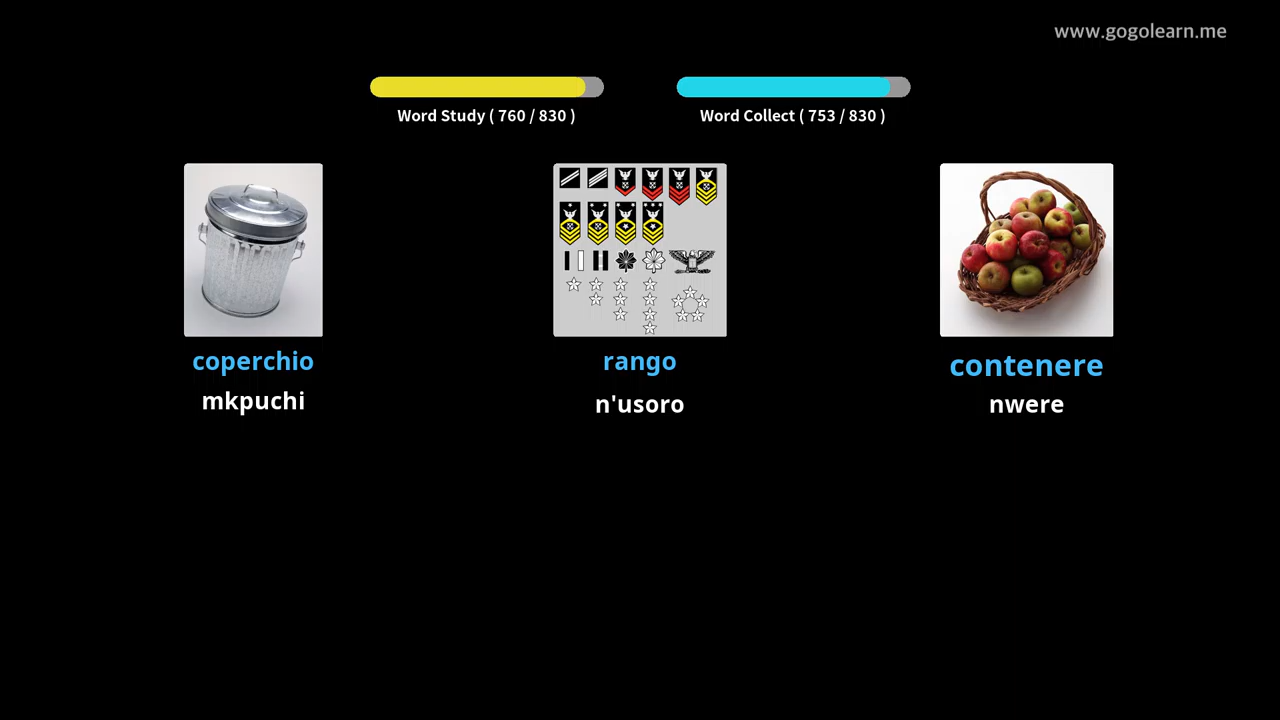 www.gogolearn.me
Word Study ( 760 / 830 )
Word Collect ( 753 / 830 )
coperchio
rango
contenere
mkpuchi
n'usoro
nwere